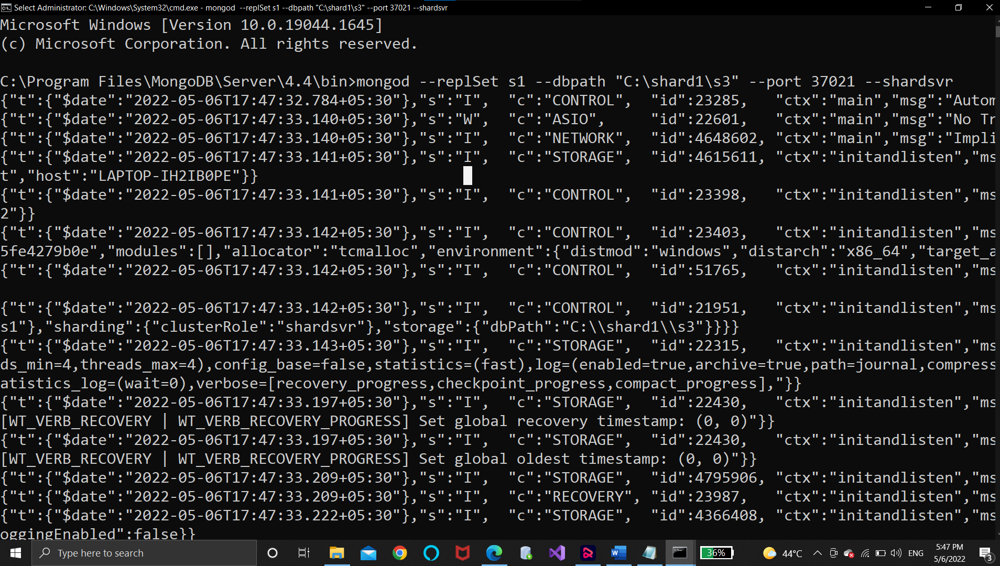 Select Administrator: C:\Windows\System32\cmd.exe - mongod --replSet s1 --dbpath "C:\shard1\s3" --port 37021 --shardsvr
Microsoft Windows [Version 10.0.19044.1645]
(c) Microsoft Corporation. All rights reserved.
C:\Program Files\MongoDB\Server\4.4\bin>mongod --replSet s1 --dbpath "C:\shard1\s3" --port 37021 --shardsvr
{"t":{"$date":"2022-05-06T17:47:32.784+05:30"},"s":"I",  "c":"CONTROL",  "id":23285,   "ctx":"main","msg":"Autom
{"t":{"$date":"2022-05-06T17:47:33.140+05:30"},"s":"W",  "c":"ASIO",     "id":22601,   "ctx":"main","msg":"No Tr
{"t":{"$date":"2022-05-06T17:47:33.140+05:30"},"s":"I",  "c":"NETWORK",  "id":4648602, "ctx":"main","msg":"Impli
{"t":{"$date":"2022-05-06T17:47:33.141+05:30"},"s":"I",  "c":"STORAGE",  "id":4615611, "ctx":"initandlisten","ms
t","host":"LAPTOP-IH2IB0PE"}}
{"t":{"$date":"2022-05-06T17:47:33.141+05:30"},"s":"I",  "c":"CONTROL",  "id":23398,   "ctx":"initandlisten","ms
2"}}
{"t":{"$date":"2022-05-06T17:47:33.142+05:30"},"s":"I",  "c":"CONTROL",  "id":23403,   "ctx":"initandlisten","ms
5fe4279b0e","modules":[],"allocator":"tcmalloc","environment":{"distmod":"windows","distarch":"x86_64","target_a
{"t":{"$date":"2022-05-06T17:47:33.142+05:30"},"s":"I",  "c":"CONTROL",  "id":51765,   "ctx":"initandlisten","ms
{"t":{"$date":"2022-05-06T17:47:33.142+05:30"},"s":"I",  "c":"CONTROL",  "id":21951,   "ctx":"initandlisten","ms
s1"},"sharding":{"clusterRole":"shardsvr"},"storage":{"dbPath":"C:\\shard1\\s3"}}}}
{"t":{"$date":"2022-05-06T17:47:33.143+05:30"},"s":"I",  "c":"STORAGE",  "id":22315,   "ctx":"initandlisten","ms
ds_min=4,threads_max=4),config_base=false,statistics=(fast),log=(enabled=true,archive=true,path=journal,compress
atistics_log=(wait=0),verbose=[recovery_progress,checkpoint_progress,compact_progress],"}}
{"t":{"$date":"2022-05-06T17:47:33.197+05:30"},"s":"I",  "c":"STORAGE",  "id":22430,   "ctx":"initandlisten","ms
[WT_VERB_RECOVERY | WT_VERB_RECOVERY_PROGRESS] Set global recovery timestamp: (0, 0)"}}
{"t":{"$date":"2022-05-06T17:47:33.197+05:30"},"s":"I",  "c":"STORAGE",  "id":22430,   "ctx":"initandlisten","ms
[WT_VERB_RECOVERY | WT_VERB_RECOVERY_PROGRESS] Set global oldest timestamp: (0, 0)"}}
{"t":{"$date":"2022-05-06T17:47:33.209+05:30"},"s":"I",  "c":"STORAGE",  "id":4795906, "ctx":"initandlisten","ms
{"t":{"$date":"2022-05-06T17:47:33.209+05:30"},"s":"I",  "c":"RECOVERY", "id":23987,   "ctx":"initandlisten","ms
{"t":{"$date":"2022-05-06T17:47:33.222+05:30"},"s":"I",  "c":"STORAGE",  "id":4366408, "ctx":"initandlisten","ms
oggingEnabled":false}}
Type here to search
36%
44°C
ENG
5:47 PM
5/6/2022
3